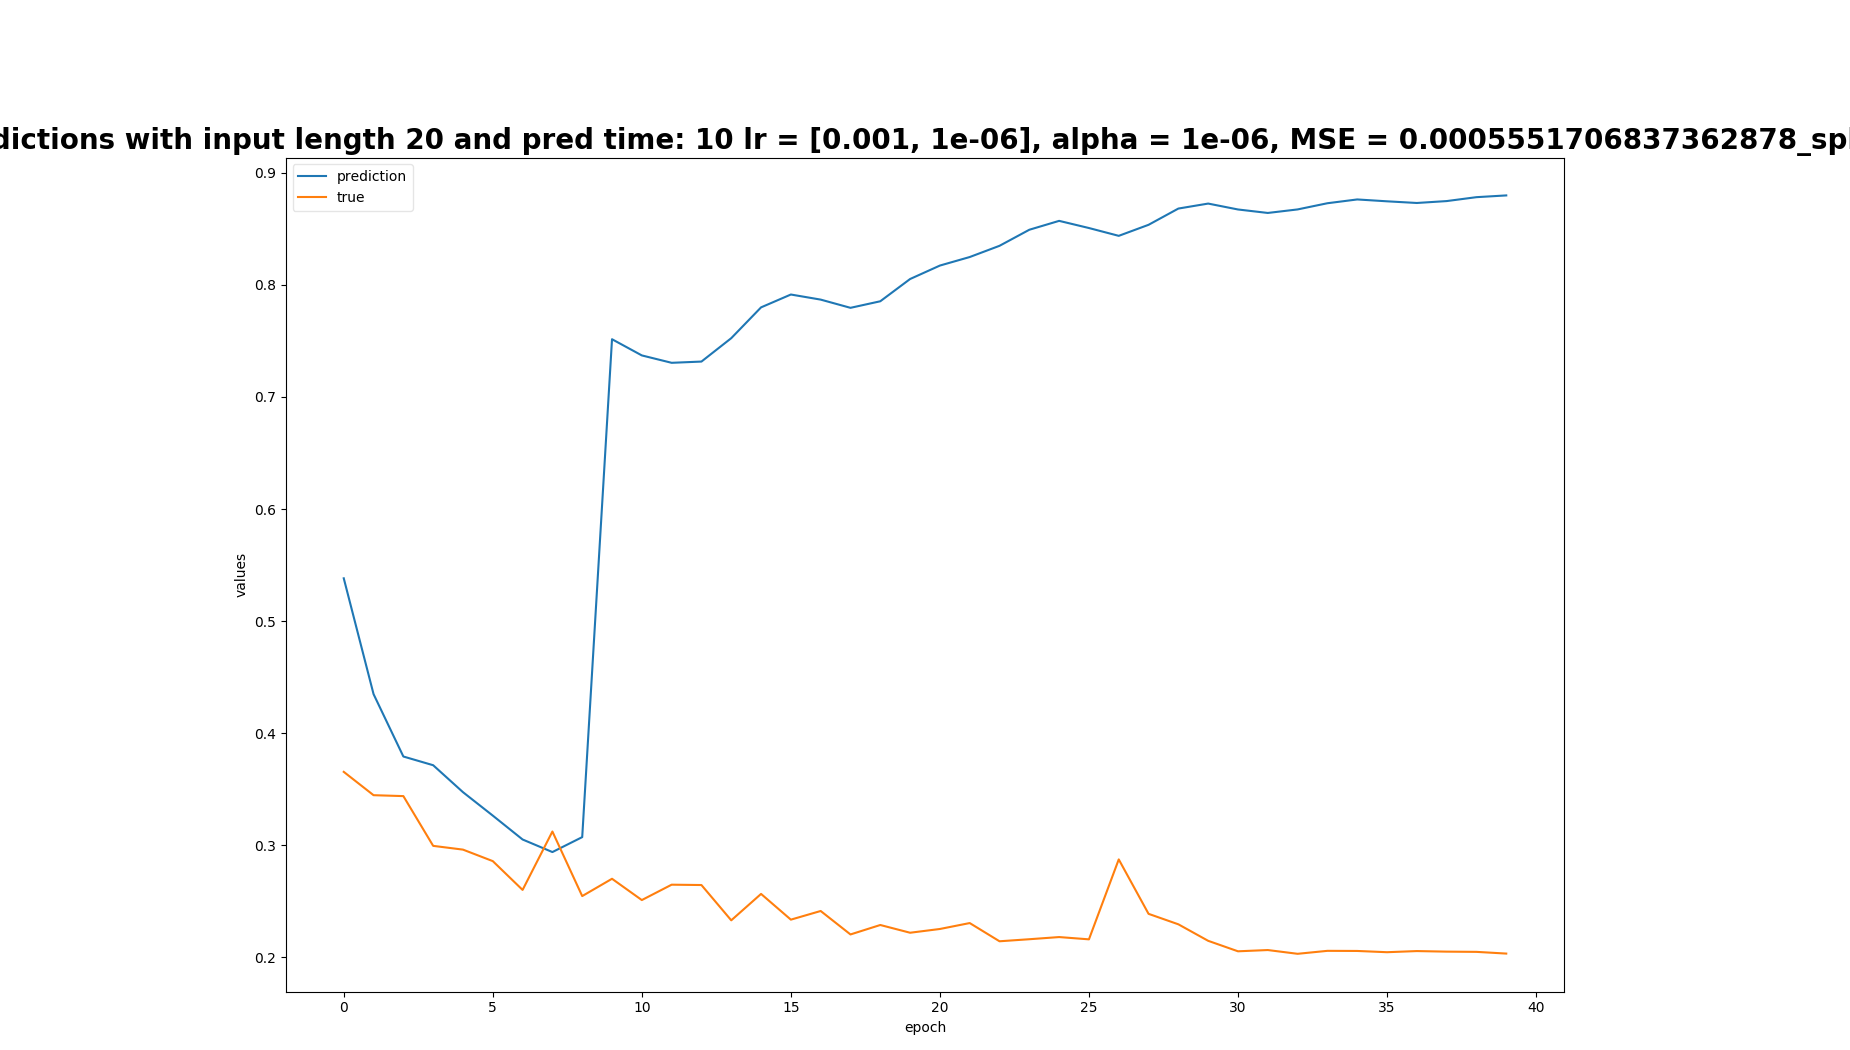 dictions with input length 20 and pred time: 10 lr = [0.001, 1e-06], alpha = 1e-06, MSE = 0.0005551706837362878_spl
prediction
true
0.9
0.8
0.7
0.6
0.5
0.4
0.3
0.2
values
0 5 10 15 20 25 30 35 40
epoch